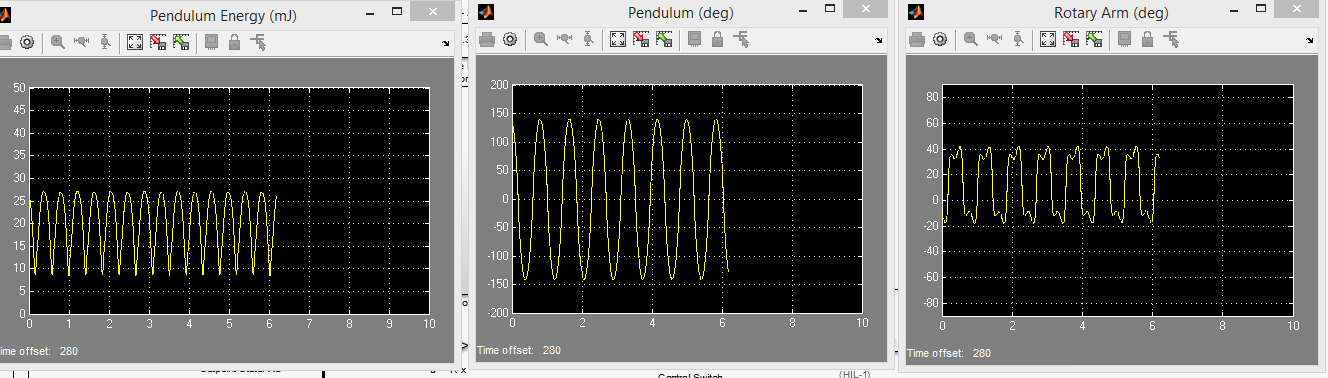 Pendulum Energy (mJ)
50
45
40
35
30
25
20
15
10
5
0
0 1 2 3 4 5 6 7 8 9 10
Time offset: 280
Pendulum (deg)
200
150
100
50
0
-50
-100
-150
-200
0 2 4 6 8 10
Time offset: 280
Rotary Arm (deg)
80
60
40
20
0
-20
-40
-60
-80
0 2 4 6 8 10
Time offset: 280
Control Switch
(HIL-1)